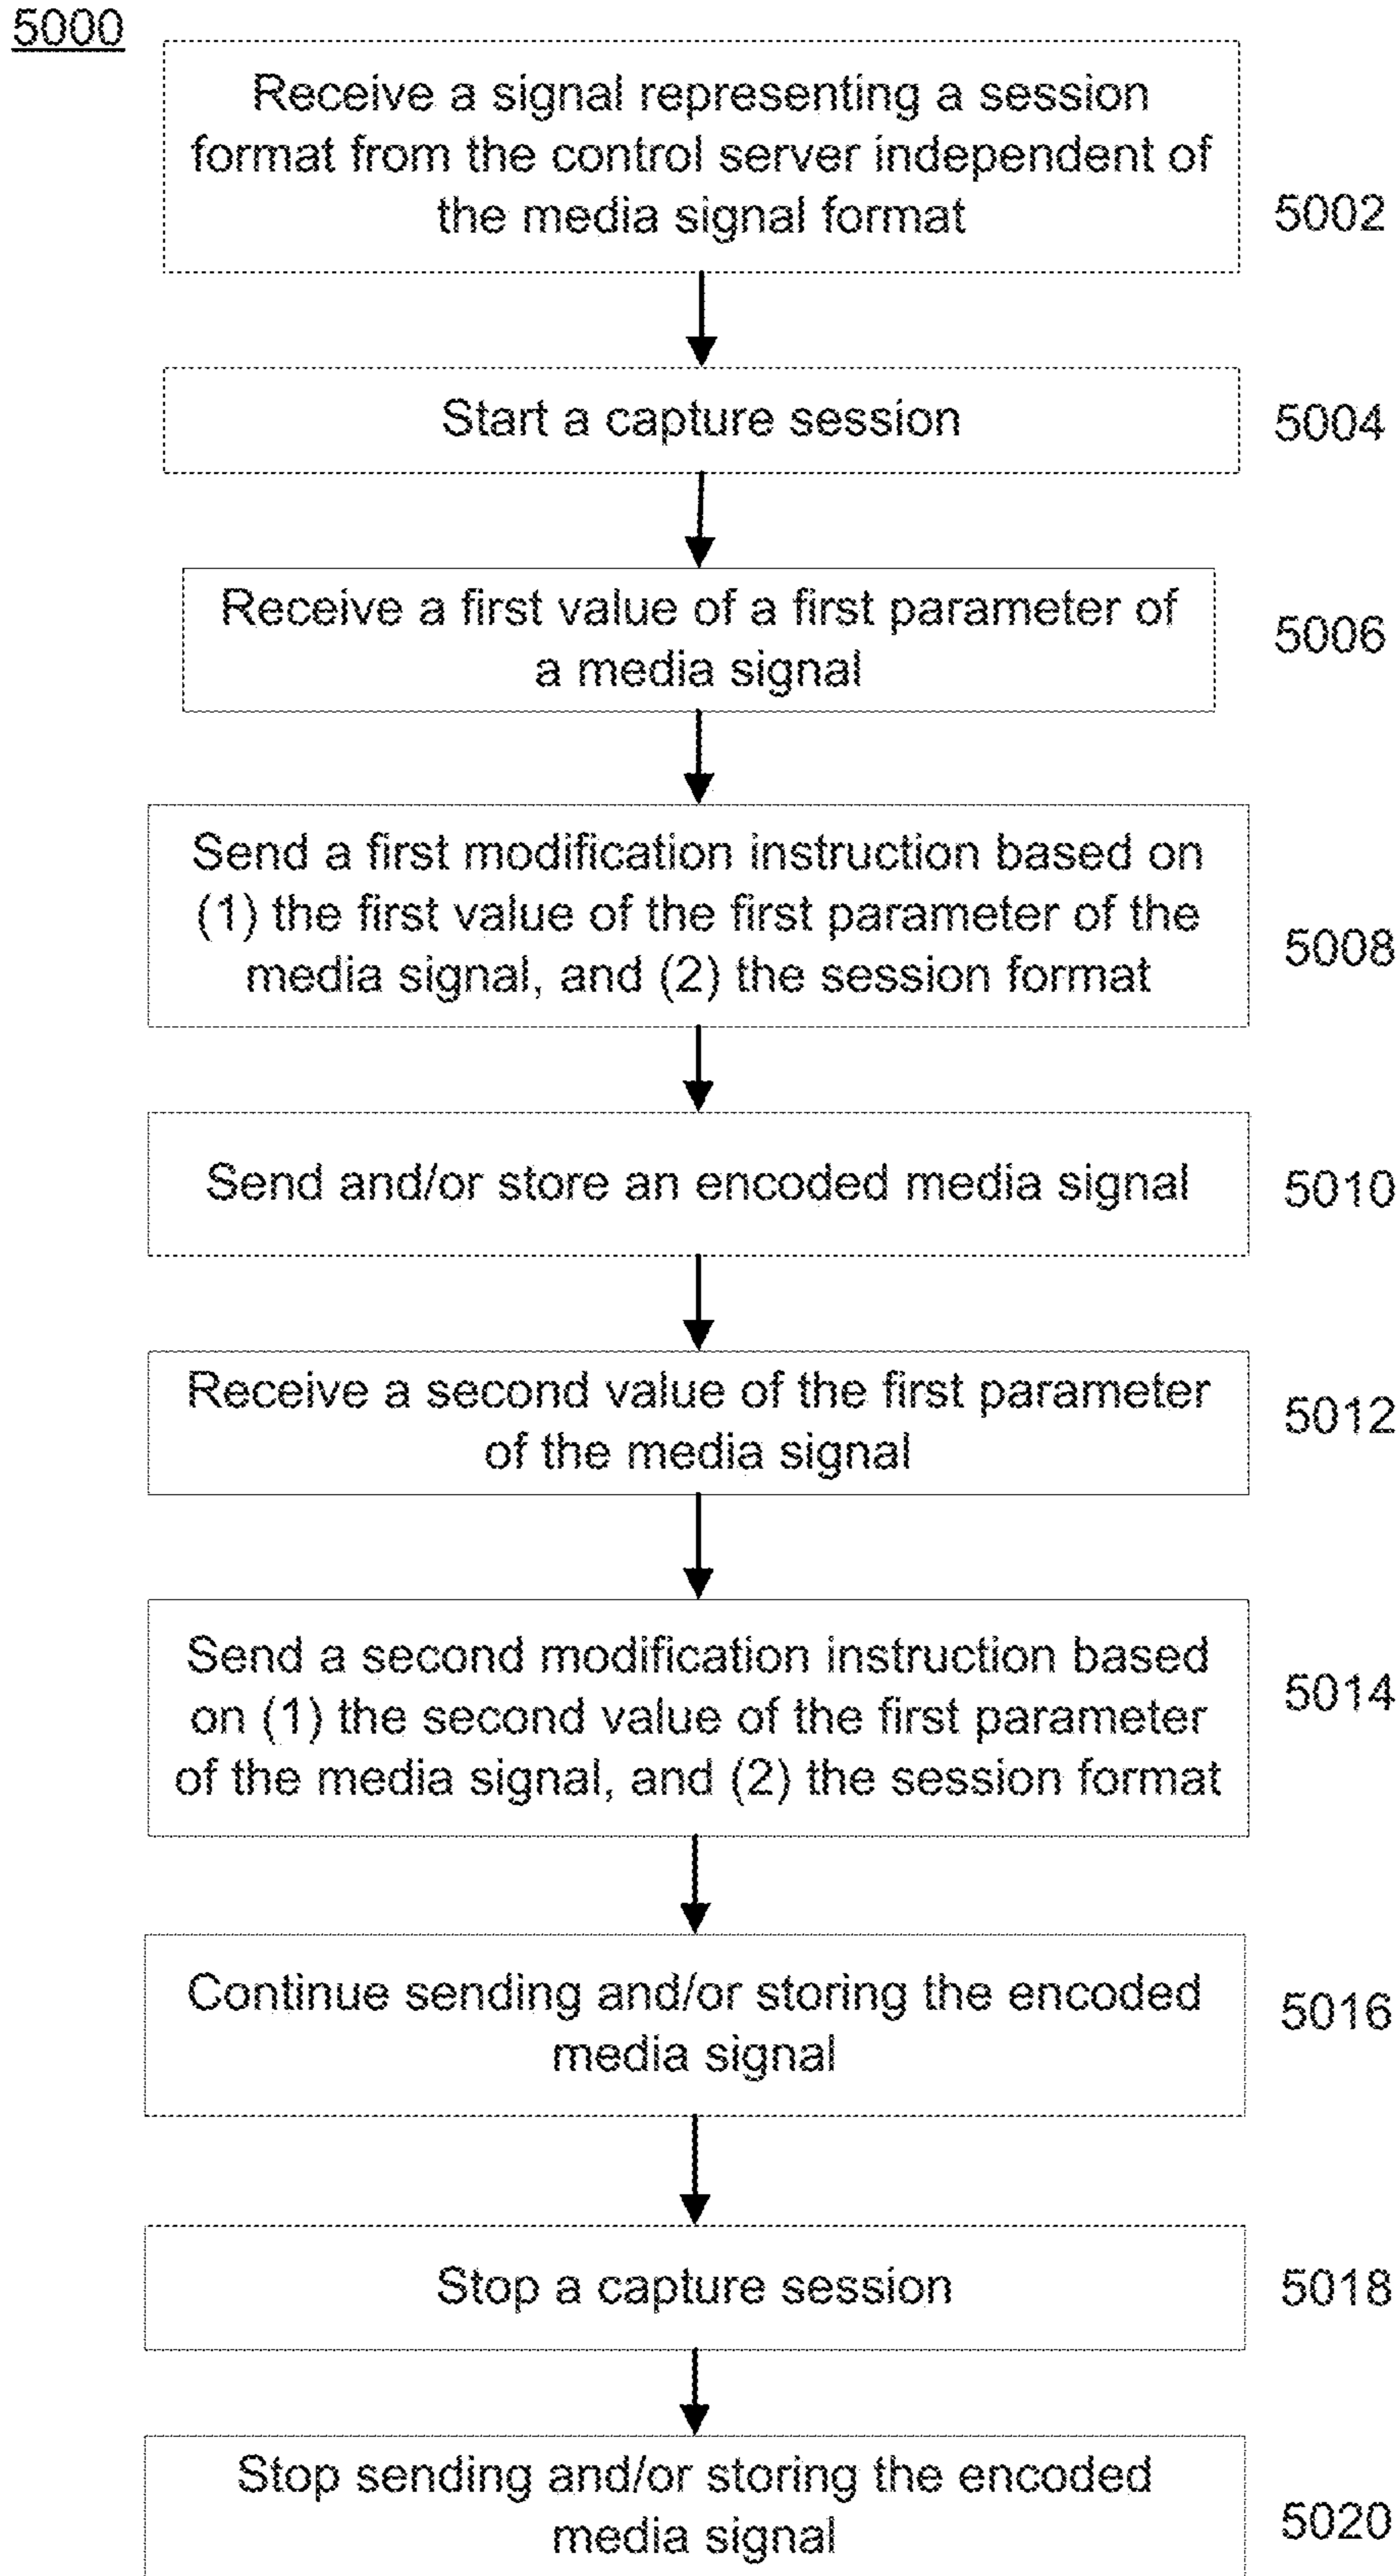 5000
Receive a signal representing a session
format from the control server independent of
the media signal format
5002
Start a capture session
5004
Receive a first value of a first parameter of
a media signal
5006
Send a first modification instruction based on
(1) the first value of the first parameter of the
media signal, and (2) the session format
5008
Send and/or store an encoded media signal
5010
Receive a second value of the first parameter
of the media signal
5012
Send a second modification instruction based
on (1) the second value of the first parameter
of the media signal, and (2) the session format
5014
Continue sending and/or storing the encoded
media signal
5016
Stop a capture session
5018
Stop sending and/or storing the encoded
media signal
5020